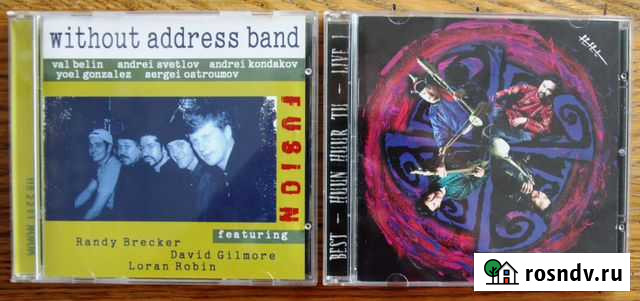 without address band
val belin andrei svetlov andrei kondakov
yoel gonzalez sergei ostroumov
FUSION
featuring
Randy Brecker
David Gilmore
Loran Robin
BEST - HUUN HUUR TU - LIVE !
rosndv.ru